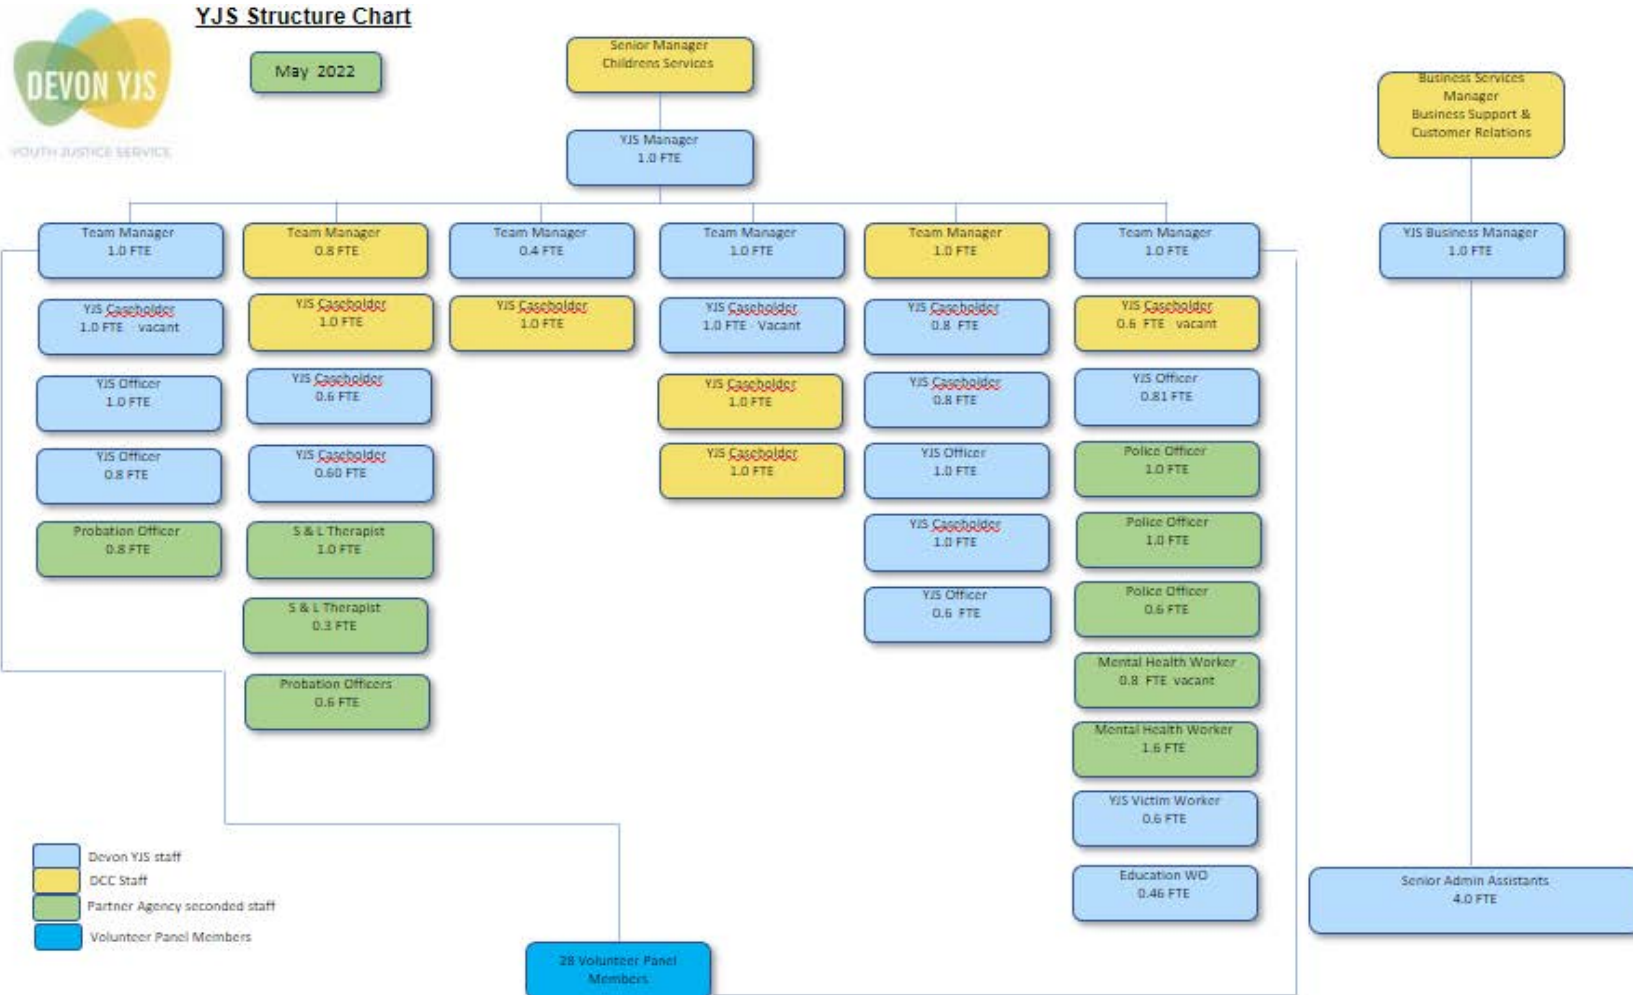 YJS Structure Chart
DEVON YJS
YOUTH JUSTICE SERVICE
May 2022
Senior Manager
Childrens Services
Business Services
Manager
Business Support &
Customer Relations
YJS Manager
1.0 FTE
Team Manager
1.0 FTE
Team Manager
0.8 FTE
Team Manager
0.4 FTE
Team Manager
1.0 FTE
Team Manager
1.0 FTE
Team Manager
1.0 FTE
YJS Business Manager
1.0 FTE
YJS Caseholder
1.0 FTE vacant
YJS Officer
1.0 FTE
YJS Officer
0.8 FTE
Probation Officer
0.8 FTE
YJS Caseholder
1.0 FTE
YJS Caseholder
0.6 FTE
YJS Caseholder
0.60 FTE
S & L Therapist
1.0 FTE
S & L Therapist
0.3 FTE
Probation Officers
0.6 FTE
YJS Caseholder
1.0 FTE
YJS Caseholder
1.0 FTE - Vacant
YJS Caseholder
1.0 FTE
YJS Caseholder
1.0 FTE
YJS Caseholder
0.8 FTE
YJS Caseholder
0.8 FTE
YJS Officer
1.0 FTE
YJS Caseholder
1.0 FTE
YJS Officer
0.6 FTE
YJS Caseholder
0.6 FTE vacant
YJS Officer
0.81 FTE
Police Officer
1.0 FTE
Police Officer
1.0 FTE
Police Officer
0.6 FTE
Mental Health Worker
0.8 FTE vacant
Mental Health Worker
1.6 FTE
YJS Victim Worker
0.6 FTE
Education WO
0.46 FTE
Senior Admin Assistants
4.0 FTE
Devon YJS staff
DCC Staff
Partner Agency seconded staff
Volunteer Panel Members
28 Volunteer Panel
Members